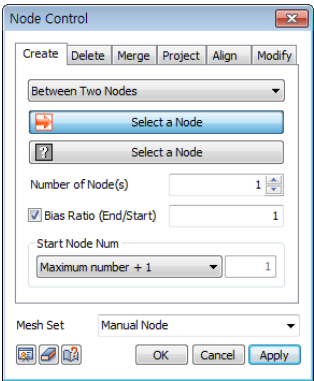 Node Control
Create Delete Merge Project Align Modify
Between Two Nodes
Select a Node
? Select a Node
Number of Node(s) 1
Bias Ratio (End/Start) 1
Start Node Num
Maximum number + 1 1
Mesh Set Manual Node
OK Cancel Apply